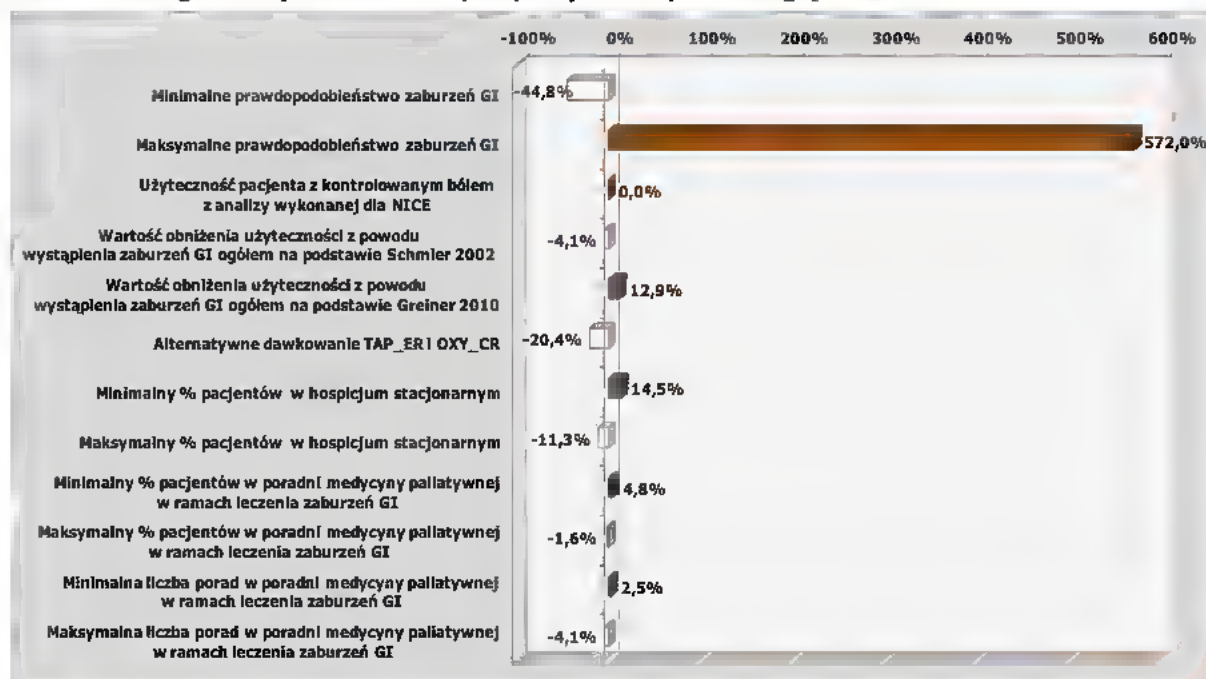 -100% 0% 100% 200% 300% 400% 500% 600%
Minimalne prawdopodobieństwo zaburzeń GI -44,8%
Maksymalne prawdopodobieństwo zaburzeń GI 572,0%
Użyteczność pacjenta z kontrolowanym bólem
z analizy wykonanej dla NICE 0,0%
Wartość obniżenia użyteczności z powodu
wystąpienia zaburzeń GI ogółem na podstawie Schmier 2002 -4,1%
Wartość obniżenia użyteczności z powodu
wystąpienia zaburzeń GI ogółem na podstawie Greiner 2010 12,9%
Alternatywne dawkowanie TAP_ER i OXY_CR -20,4%
Minimalny % pacjentów w hospicjum stacjonarnym 14,5%
Maksymalny % pacjentów w hospicjum stacjonarnym -11,3%
Minimalny % pacjentów w poradni medycyny paliatywnej
w ramach leczenia zaburzeń GI 4,8%
Maksymalny % pacjentów w poradni medycyny paliatywnej
w ramach leczenia zaburzeń GI -1,6%
Minimalna liczba porad w poradni medycyny paliatywnej
w ramach leczenia zaburzeń GI 2,5%
Maksymalna liczba porad w poradni medycyny paliatywnej
w ramach leczenia zaburzeń GI -4,1%